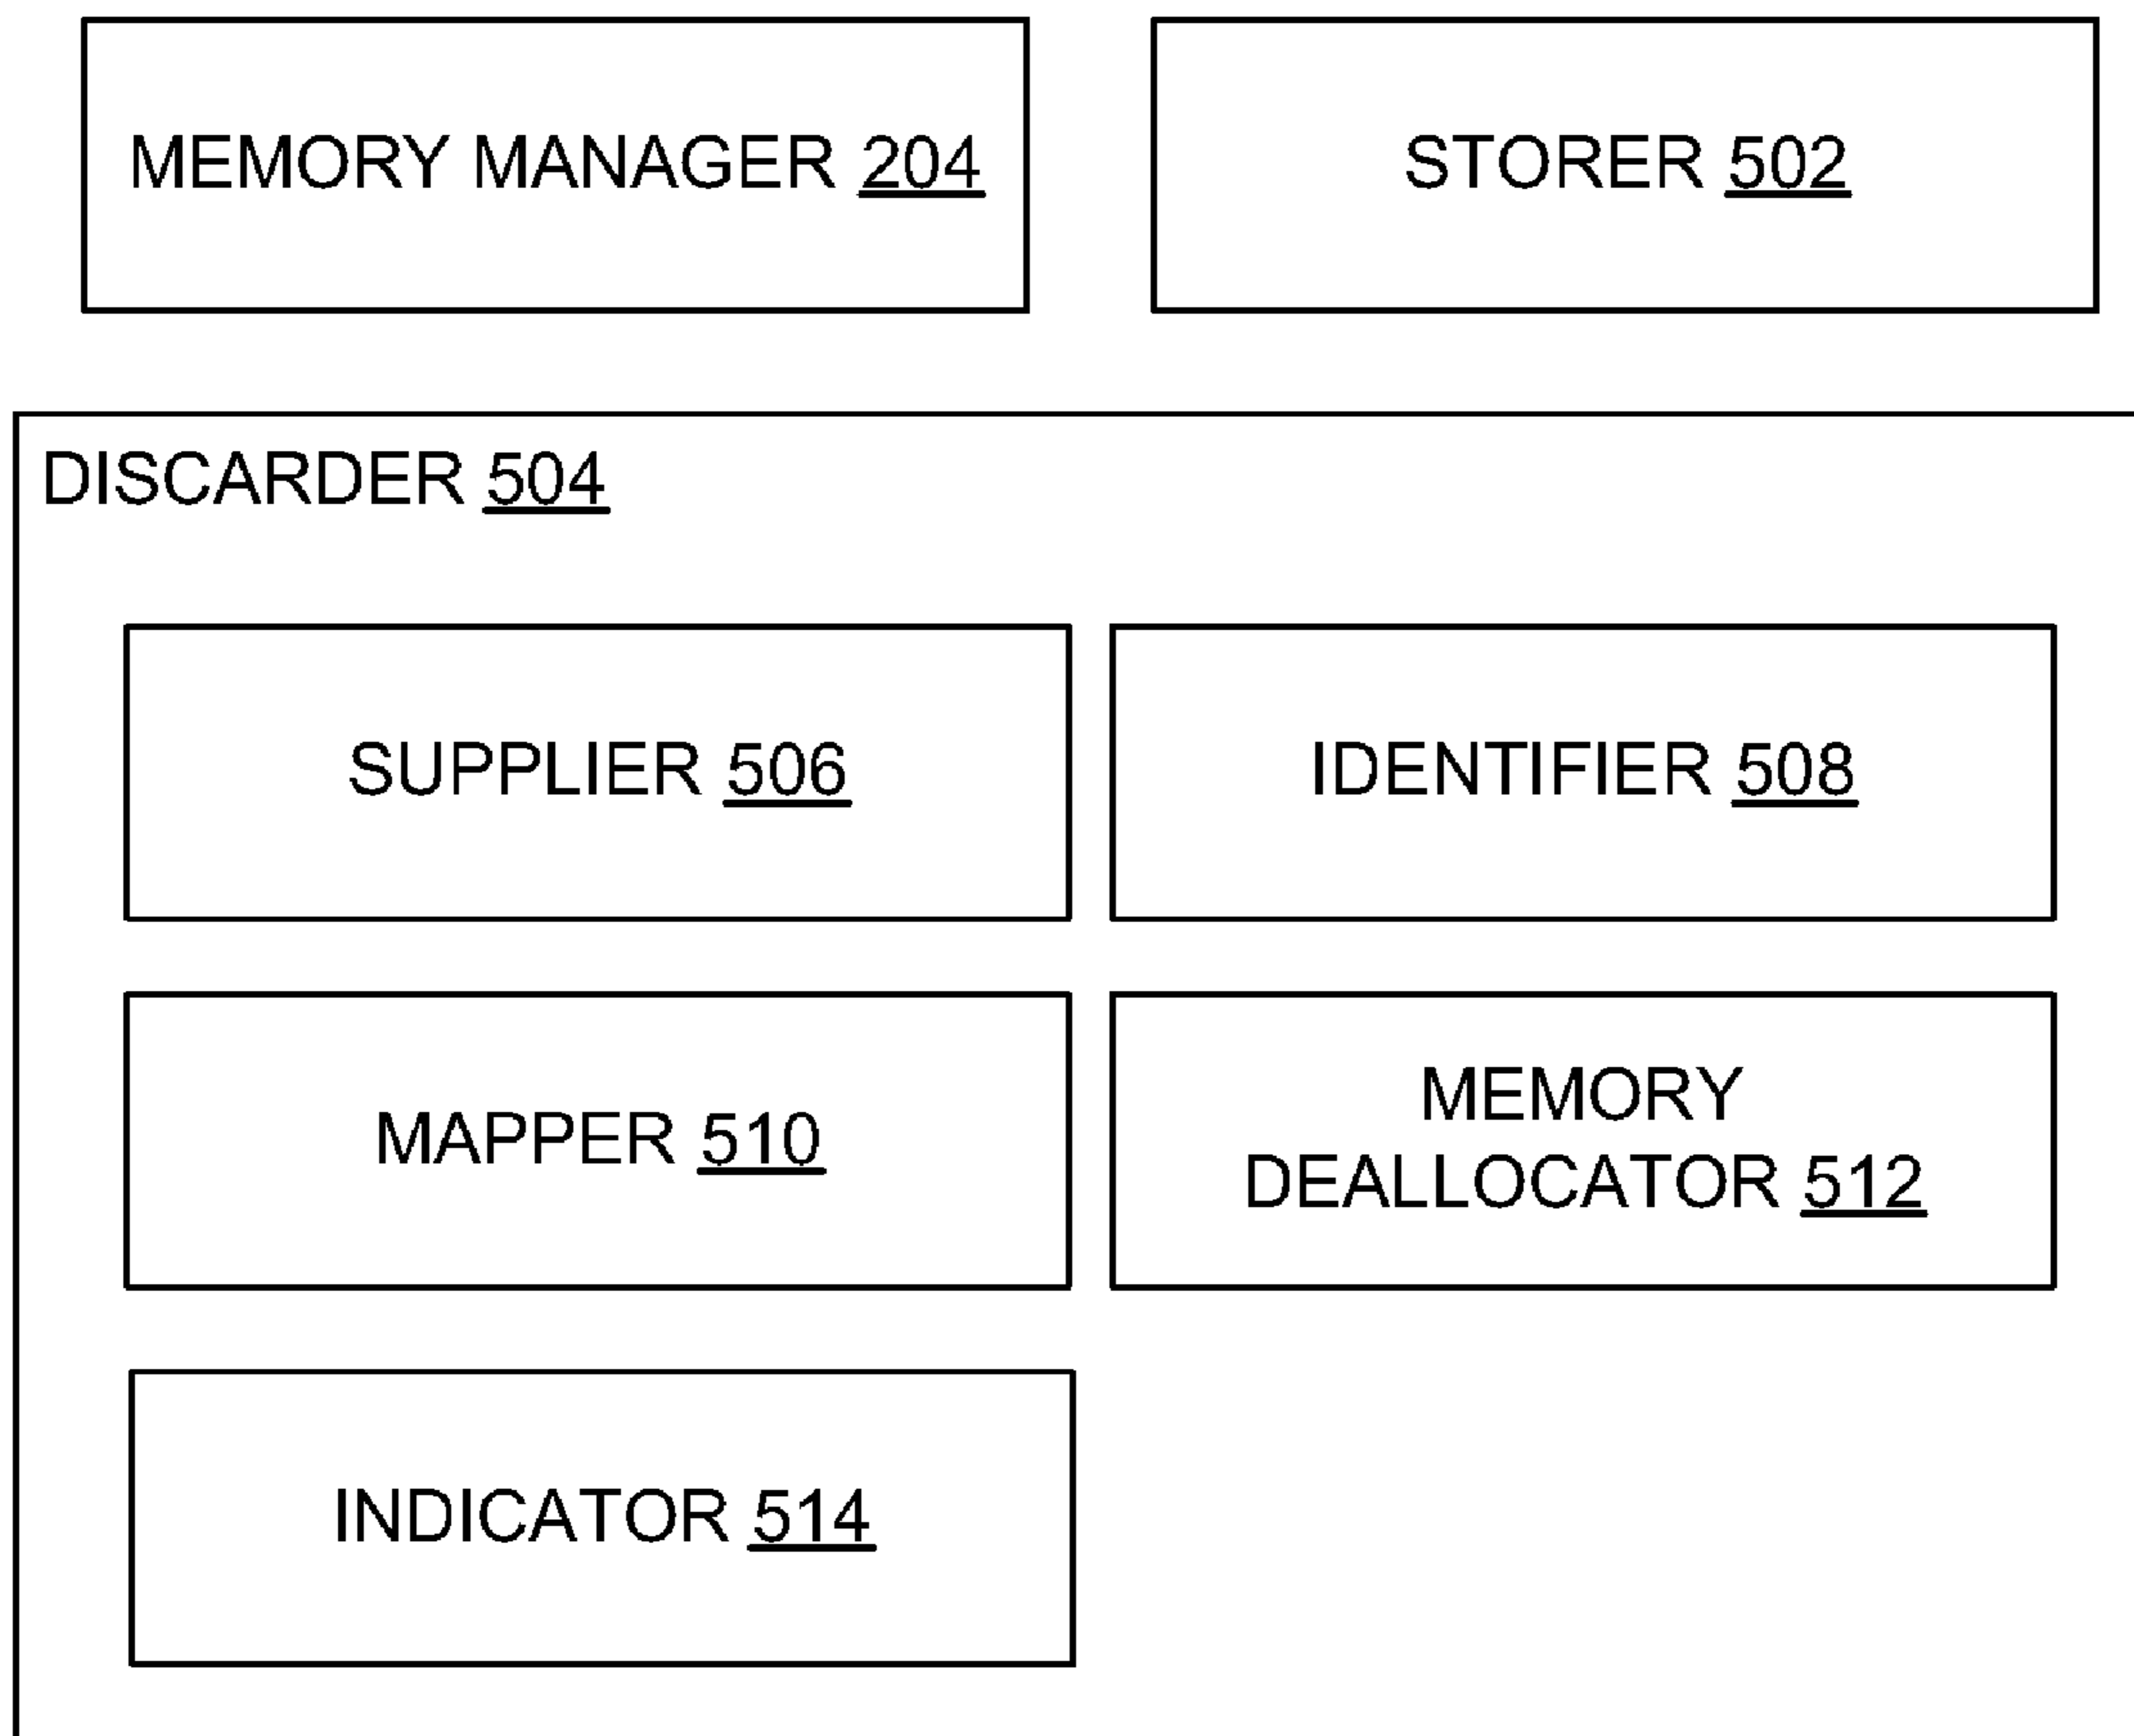 MEMORY MANAGER 204
STORER 502
DISCARDER 504
SUPPLIER 506
IDENTIFIER 508
MAPPER 510
MEMORY
DEALLOCATOR 512
INDICATOR 514